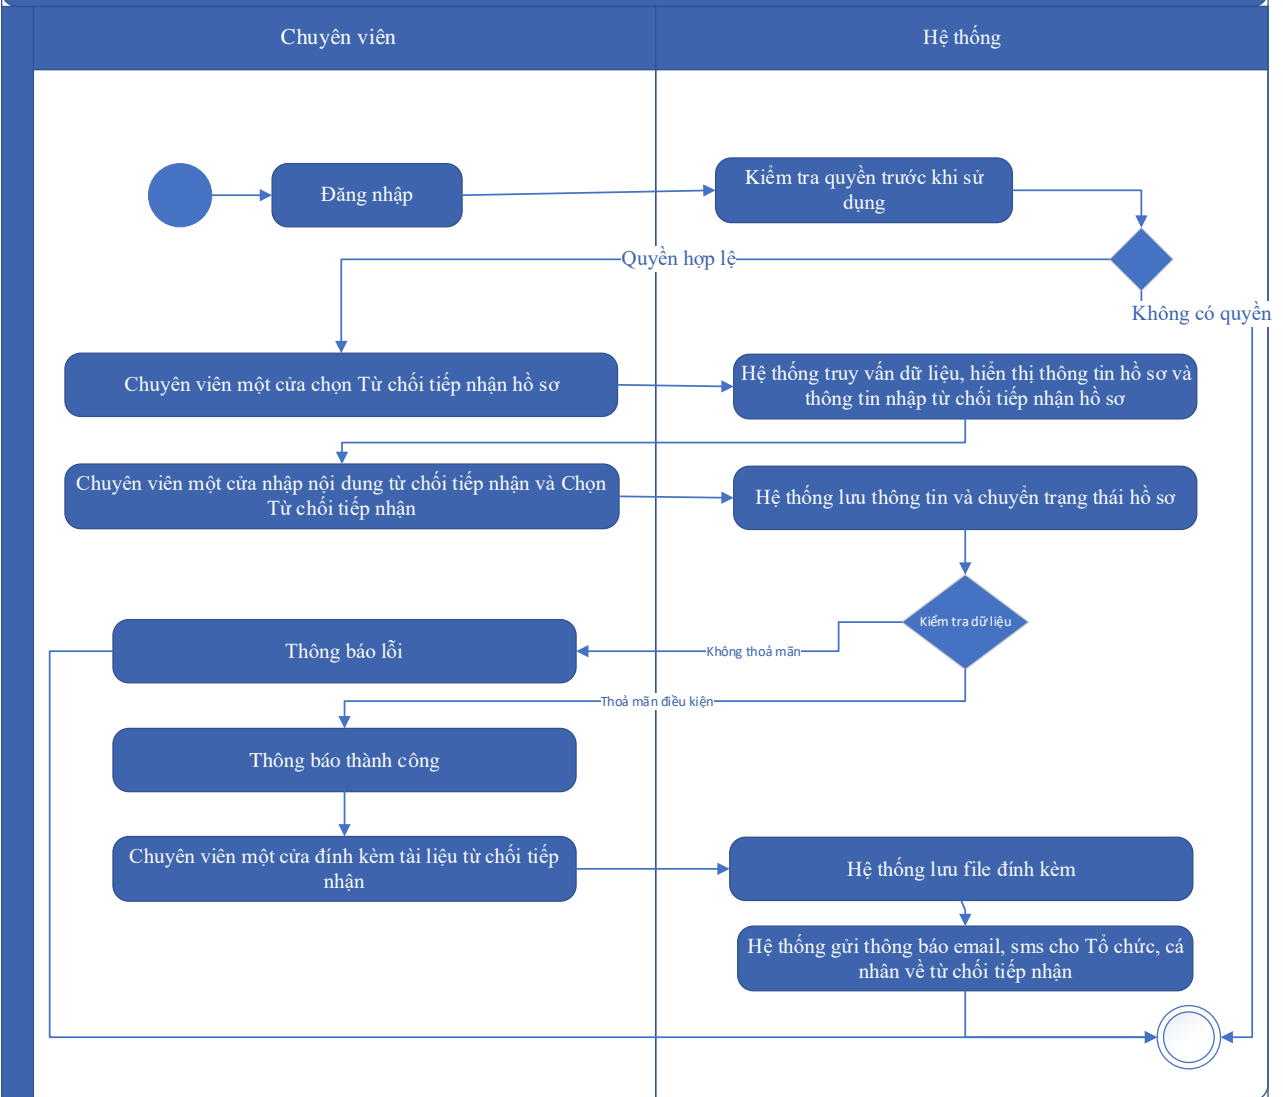 Chuyên viên
Hệ thống
Đăng nhập
Kiểm tra quyền trước khi sử
dụng
Quyền hợp lệ
Không có quyền
Chuyên viên một cửa chọn Từ chối tiếp nhận hồ sơ
Hệ thống truy vấn dữ liệu, hiển thị thông tin hồ sơ và
thông tin nhập từ chối tiếp nhận hồ sơ
Chuyên viên một cửa nhập nội dung từ chối tiếp nhận và Chọn
Từ chối tiếp nhận
Hệ thống lưu thông tin và chuyển trạng thái hồ sơ
Kiểm tra dữ liệu
Thông báo lỗi
Không thoả mãn
Thoả mãn điều kiện
Thông báo thành công
Chuyên viên một cửa đính kèm tài liệu từ chối tiếp
nhận
Hệ thống lưu file đính kèm
Hệ thống gửi thông báo email, sms cho Tổ chức, cá
nhân về từ chối tiếp nhận